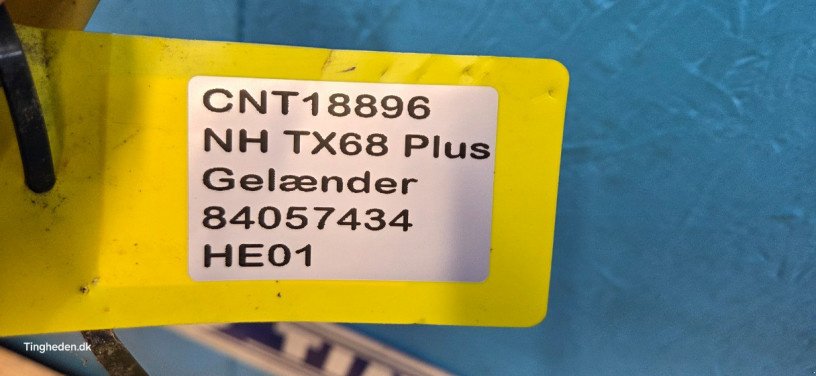 CNT18896
NH TX68 Plus
Gelænder
84057434
HE01
Tingheden.dk